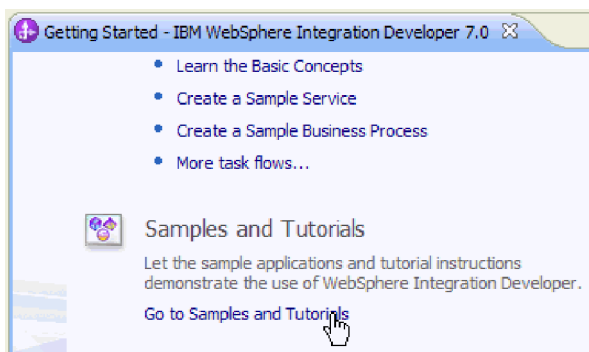 Getting Started - IBM WebSphere Integration Developer 7.0
Learn the Basic Concepts
Create a Sample Service
Create a Sample Business Process
More task flows...
Samples and Tutorials
Let the sample applications and tutorial instructions
demonstrate the use of WebSphere Integration Developer.
Go to Samples and Tutorials